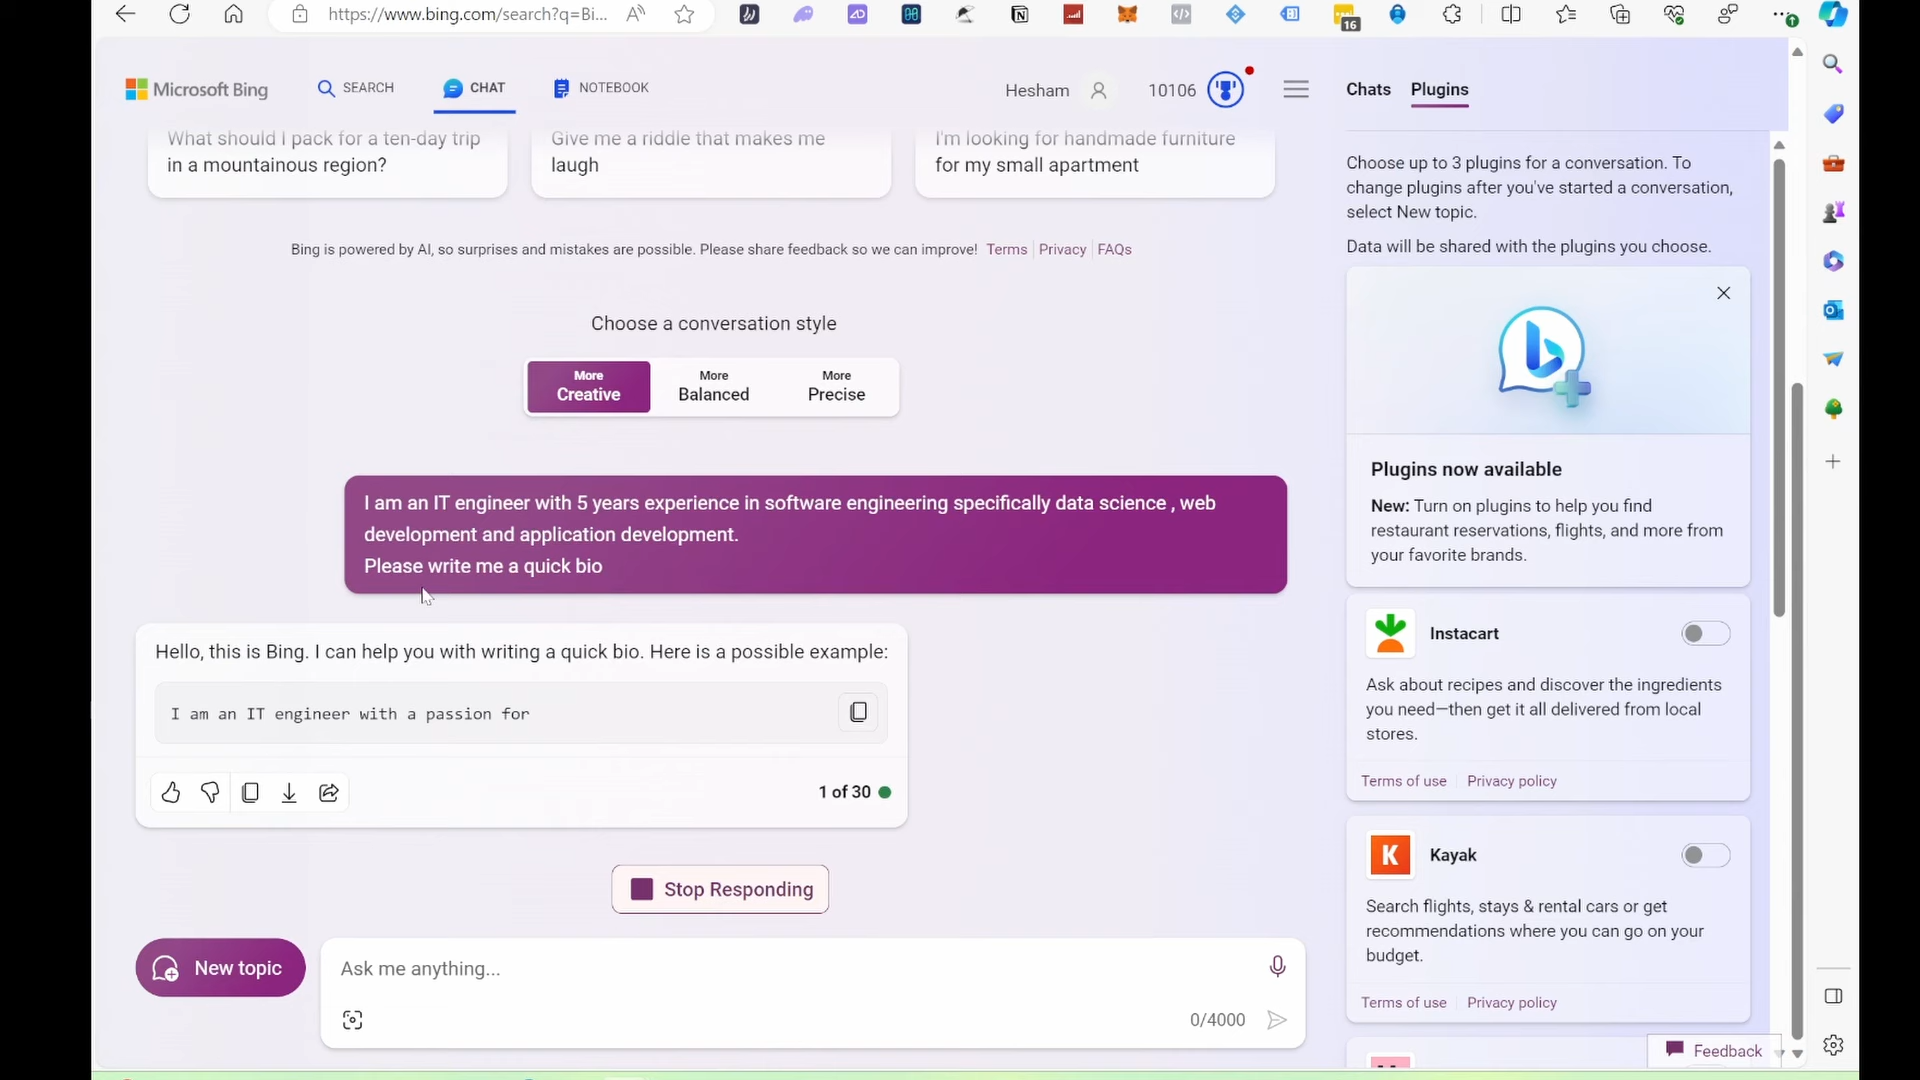 https://www.bing.com/search?q=Bi...
16
Microsoft Bing
SEARCH
CHAT
NOTEBOOK
Hesham
10106
Chats
Plugins
What should I pack for a ten-day trip
in a mountainous region?
Give me a riddle that makes me
laugh
I'm looking for handmade furniture
for my small apartment
Bing is powered by AI, so surprises and mistakes are possible. Please share feedback so we can improve! Terms Privacy FAQs
Choose a conversation style
More
Creative
More
Balanced
More
Precise
I am an IT engineer with 5 years experience in software engineering specifically data science , web
development and application development.
Please write me a quick bio
Hello, this is Bing. I can help you with writing a quick bio. Here is a possible example:
I am an IT engineer with a passion for
1 of 30
Stop Responding
New topic
Ask me anything...
0/4000
Choose up to 3 plugins for a conversation. To
change plugins after you've started a conversation,
select New topic.
Data will be shared with the plugins you choose.
Plugins now available
New: Turn on plugins to help you find
restaurant reservations, flights, and more from
your favorite brands.
Instacart
Ask about recipes and discover the ingredients
you need—then get it all delivered from local
stores.
Terms of use Privacy policy
K
Kayak
Search flights, stays & rental cars or get
recommendations where you can go on your
budget.
Terms of use Privacy policy
Feedback